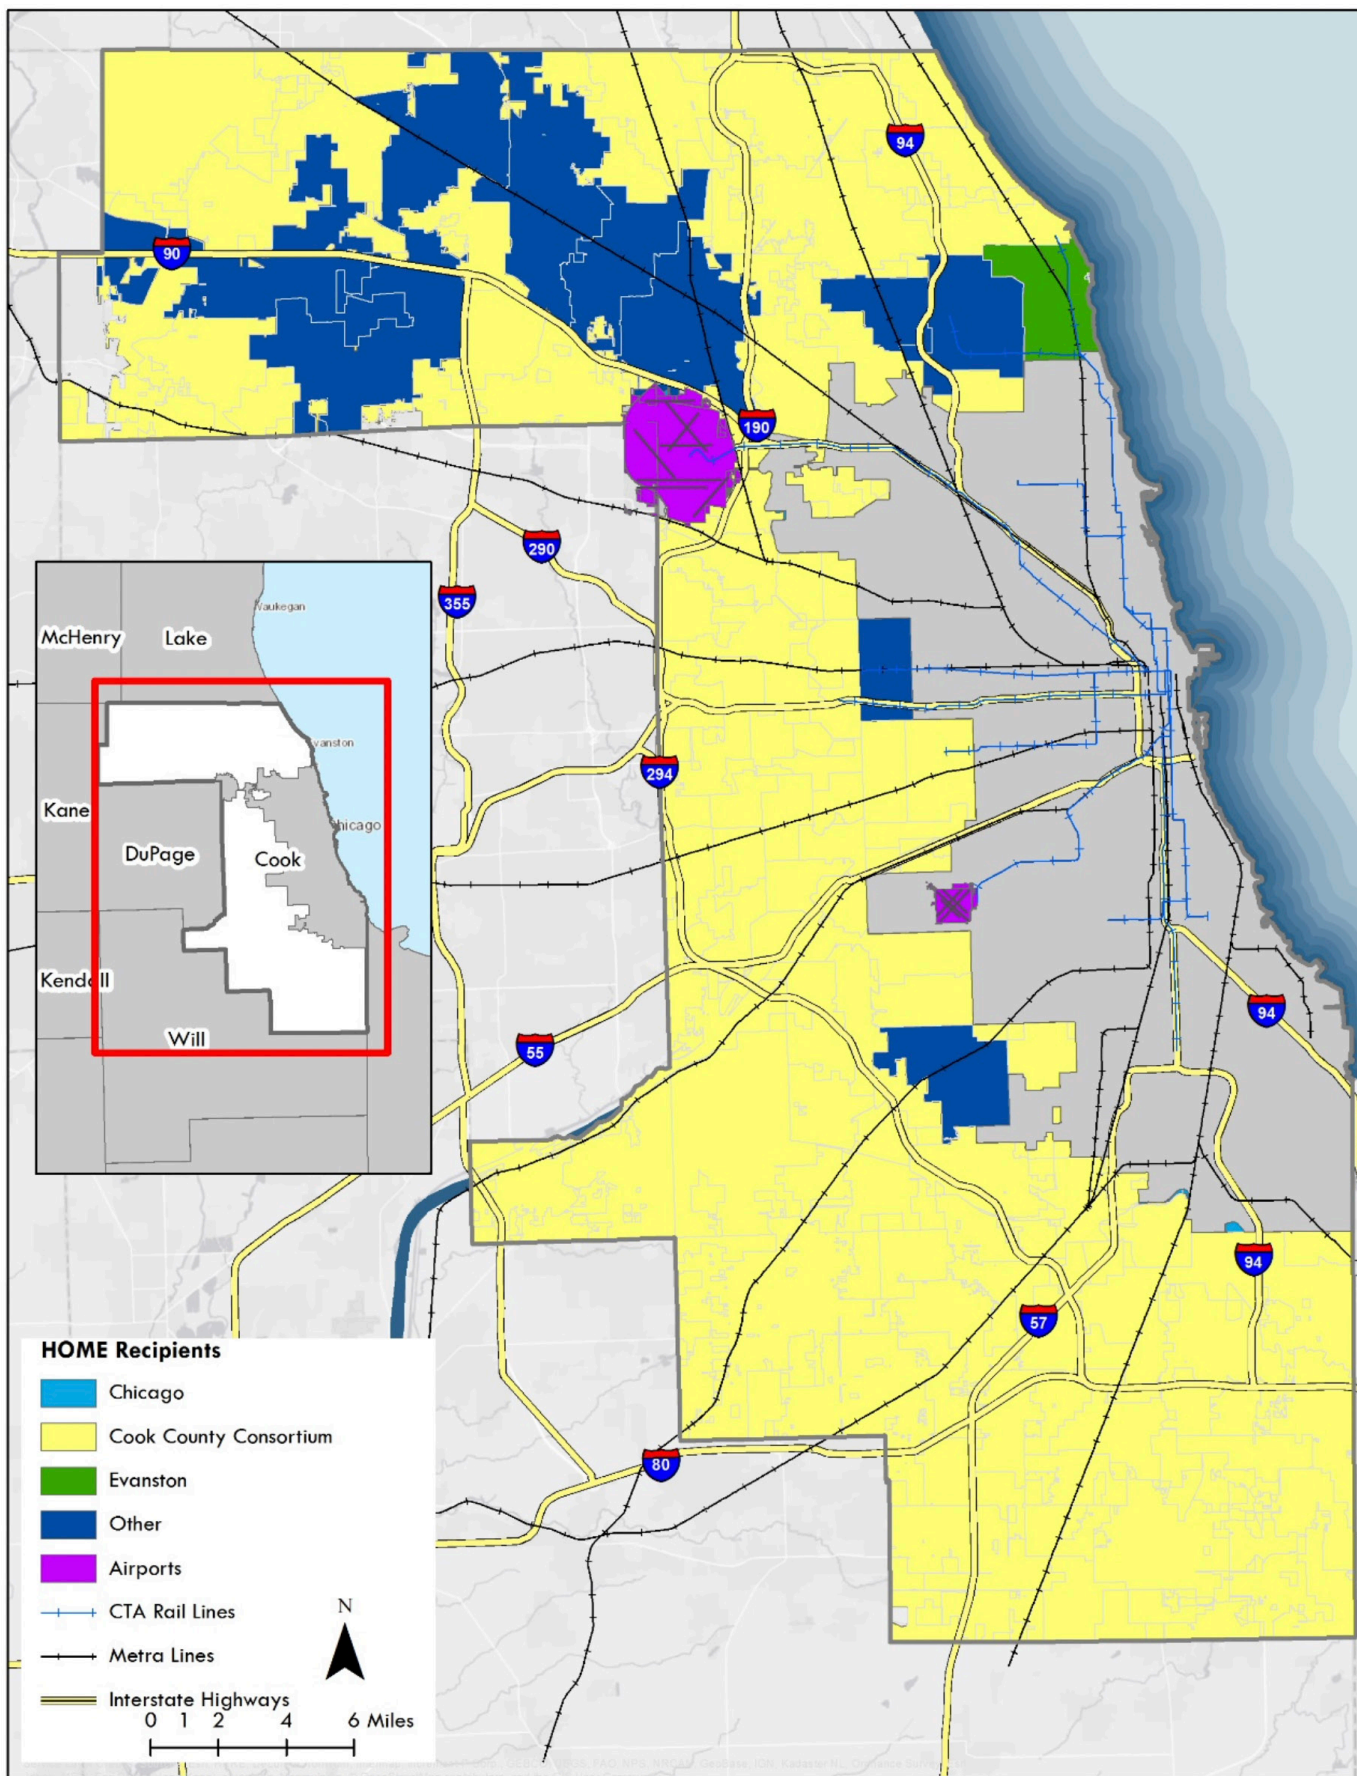 94
90
190
290
355
294
94
55
94
57
80
Waukegan
McHenry
Lake
vanston
Kane
hicago
DuPage
Cook
Kendall
Will
HOME Recipients
Chicago
Cook County Consortium
Evanston
Other
Airports
CTA Rail Lines
N
Metra Lines
Interstate Highways
0 1 2 4 6 Miles